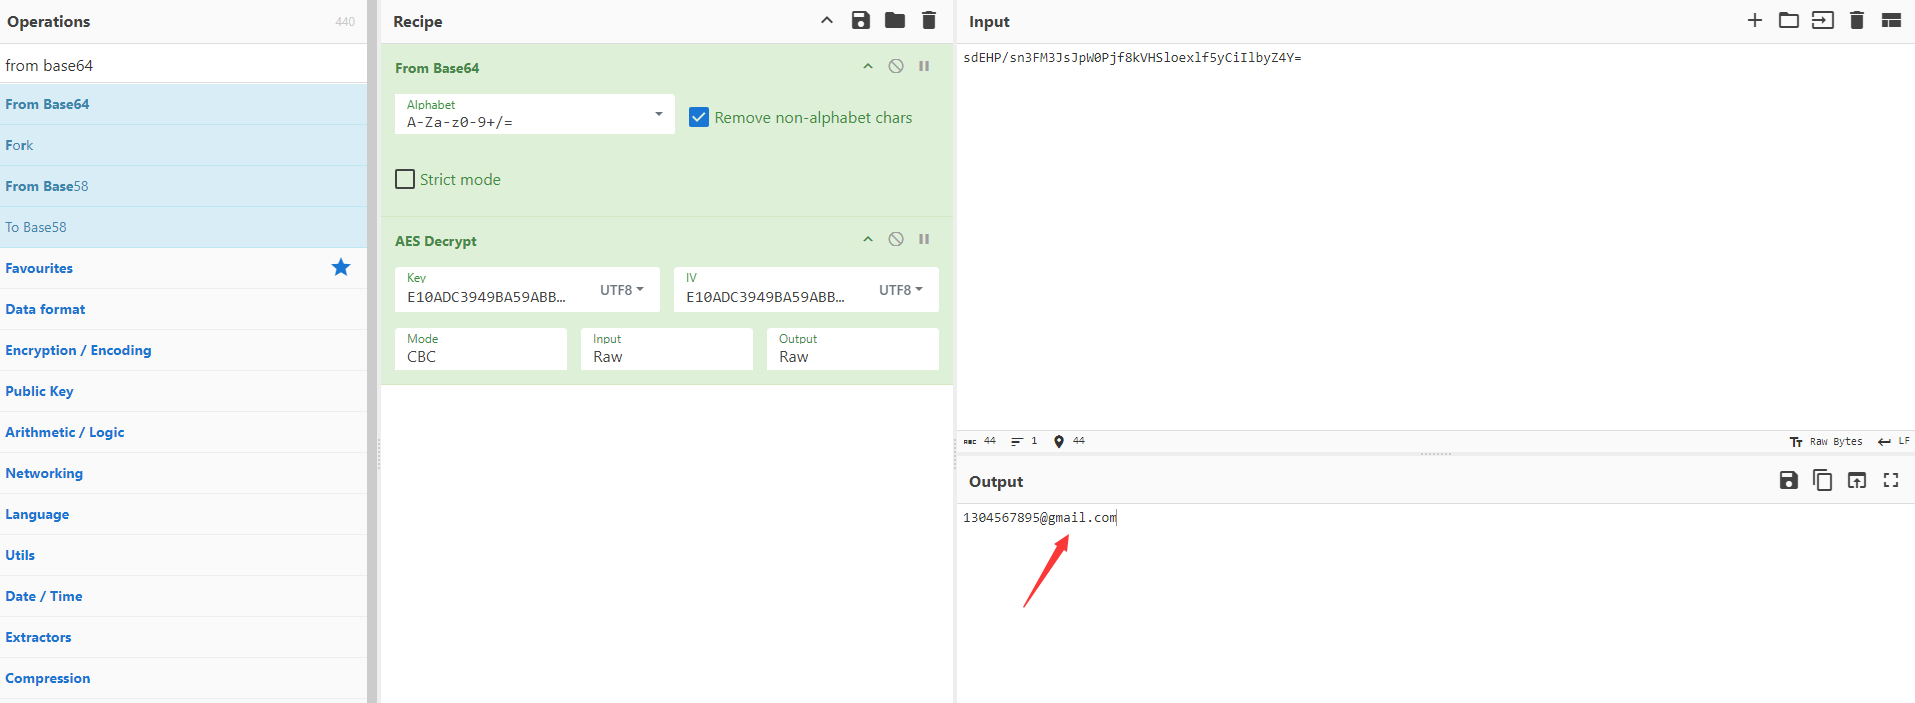 Operations 440
from base64
From Base64
Fork
From Base58
To Base58
Favourites
Data format
Encryption / Encoding
Public Key
Arithmetic / Logic
Networking
Language
Utils
Date / Time
Extractors
Compression
Recipe
From Base64
Alphabet
A-Za-z0-9+/=
Remove non-alphabet chars
Strict mode
AES Decrypt
Key
E10ADC3949BA59ABB…
UTF8
IV
E10ADC3949BA59ABB…
UTF8
Mode
CBC
Input
Raw
Output
Raw
Input
sdEHP/sn3FM3JsJpW0Pjf8kVHSloexlf5yCiIlbyZ4Y=
ABC 44 1 44 Tт Raw Bytes LF
Output
1304567895@gmail.com